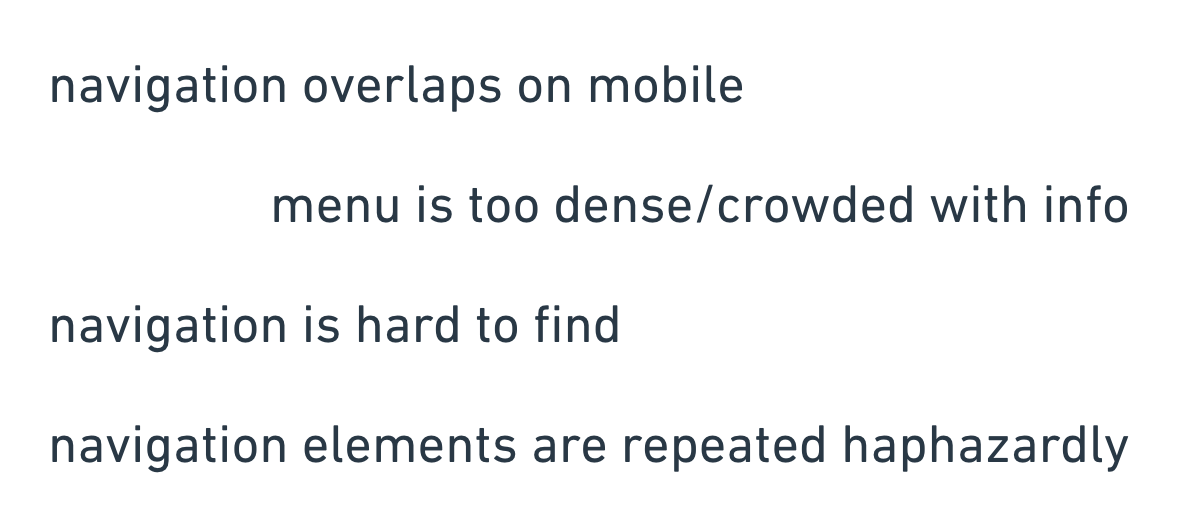 navigation overlaps on mobile
menu is too dense/crowded with info
navigation is hard to find
navigation elements are repeated haphazardly